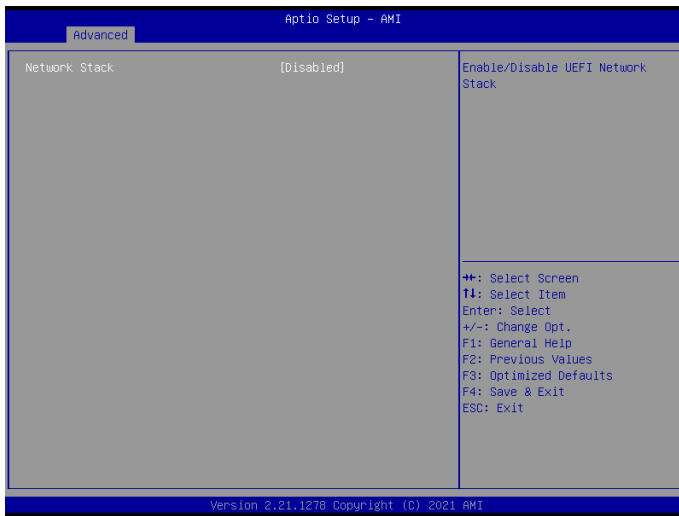 Aptio Setup – AMI
Advanced
Network Stack [Disabled]
Enable/Disable UEFI Network
Stack
→←: Select Screen
↑↓: Select Item
Enter: Select
+/-: Change Opt.
F1: General Help
F2: Previous Values
F3: Optimized Defaults
F4: Save & Exit
ESC: Exit
Version 2.21.1278 Copyright (C) 2021 AMI